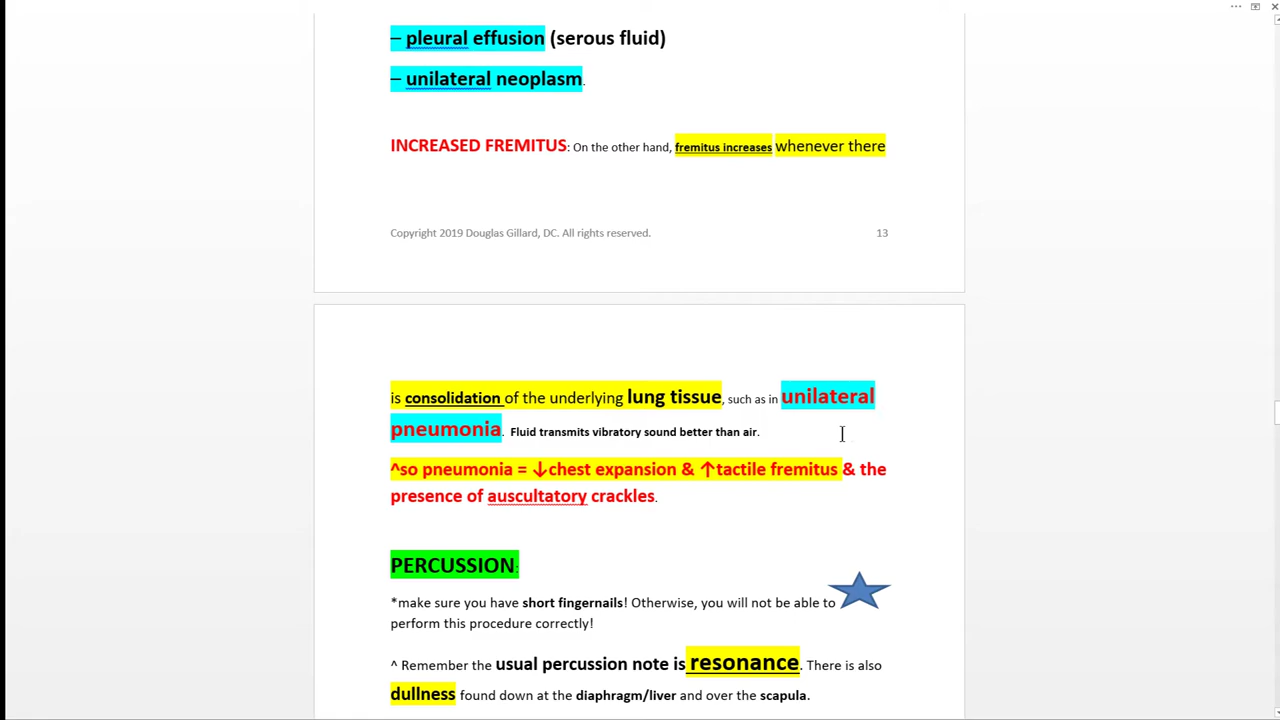 – pleural effusion (serous fluid)
– unilateral neoplasm.
INCREASED FREMITUS: On the other hand, fremitus increases whenever there
Copyright 2019 Douglas Gillard, DC. All rights reserved. 13
is consolidation of the underlying lung tissue, such as in unilateral
pneumonia. Fluid transmits vibratory sound better than air.
^so pneumonia = ↓chest expansion & ↑tactile fremitus & the
presence of auscultatory crackles.
PERCUSSION:
*make sure you have short fingernails! Otherwise, you will not be able to
perform this procedure correctly!
^ Remember the usual percussion note is resonance. There is also
dullness found down at the diaphragm/liver and over the scapula.